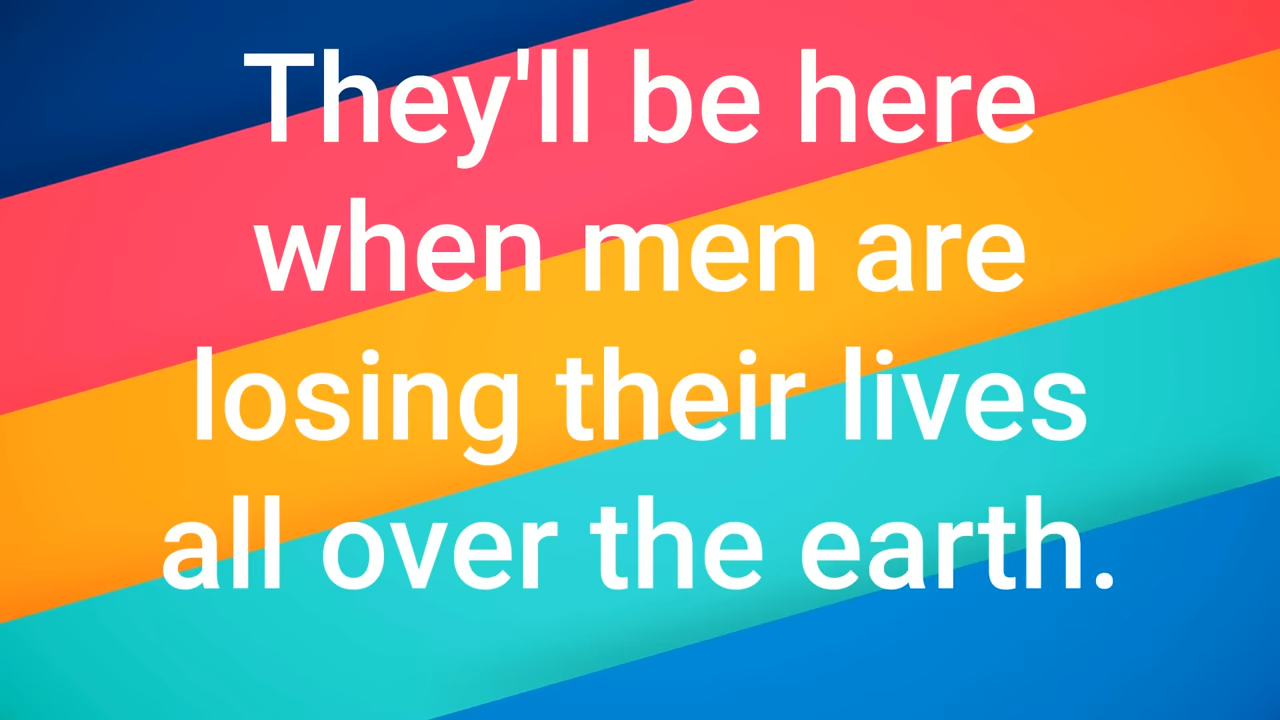 They'll be here
when men are
losing their lives
all over the earth.